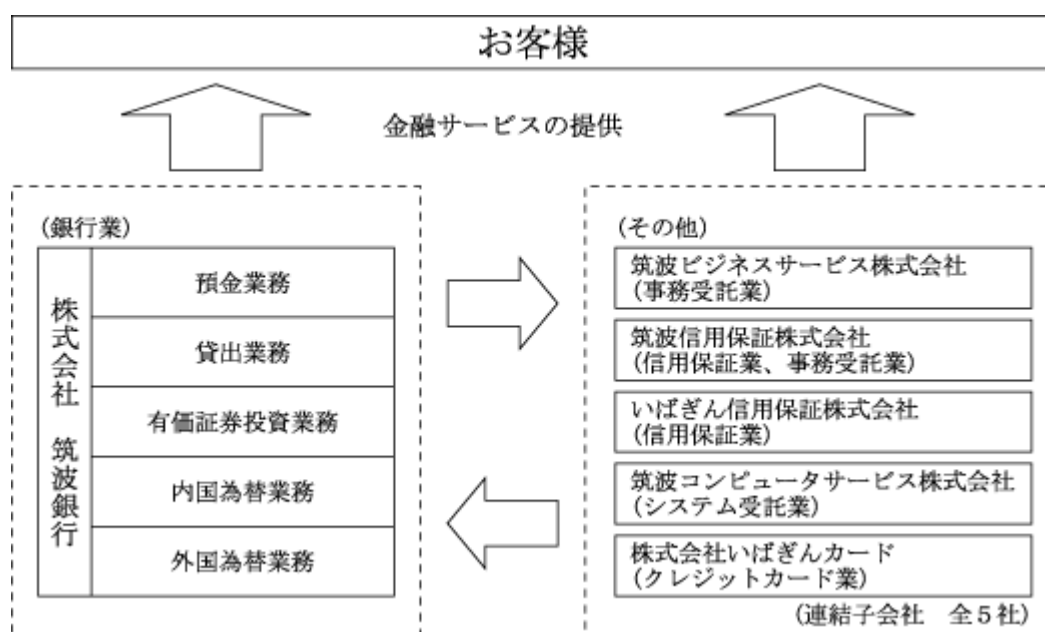 お客様
金融サービスの提供
(銀行業)
株式会社 筑波銀行
預金業務
貸出業務
有価証券投資業務
内国為替業務
外国為替業務
(その他)
筑波ビジネスサービス株式会社
(事務受託業)
筑波信用保証株式会社
(信用保証業、事務受託業)
いばぎん信用保証株式会社
(信用保証業)
筑波コンピュータサービス株式会社
(システム受託業)
株式会社いばぎんカード
(クレジットカード業)
(連結子会社 全5社)